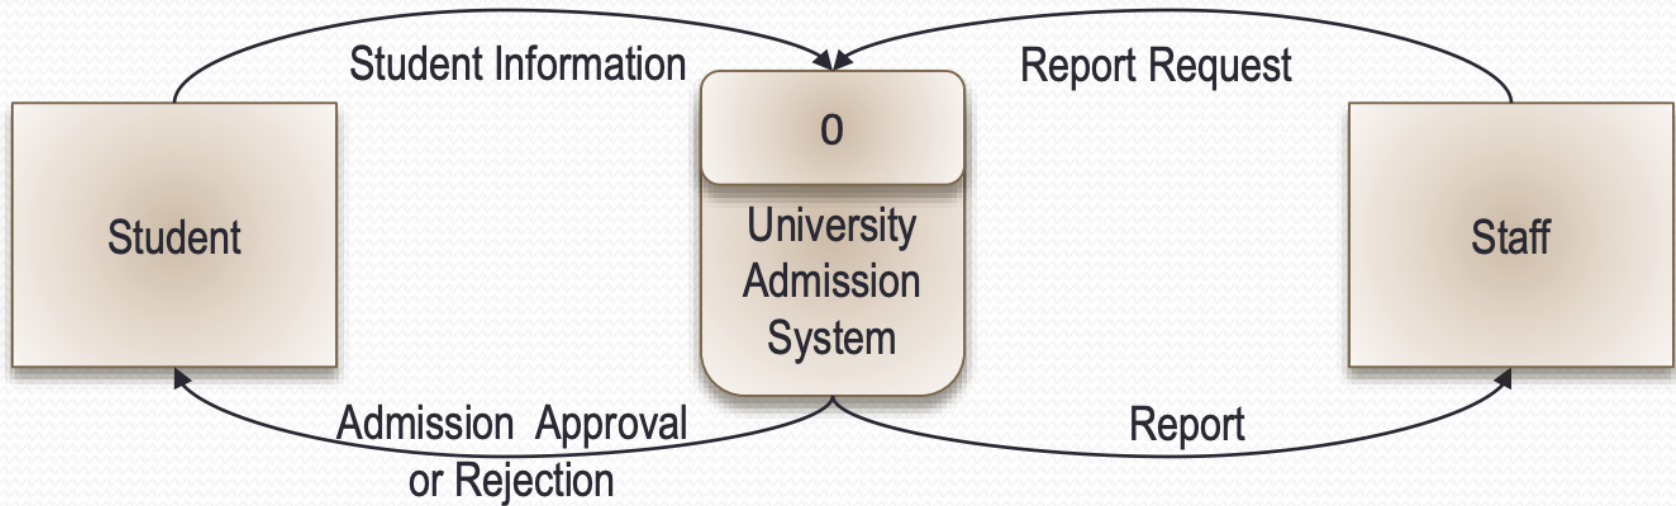 Student Information
Report Request
0
Student
University
Admission
System
Staff
Admission Approval
or Rejection
Report